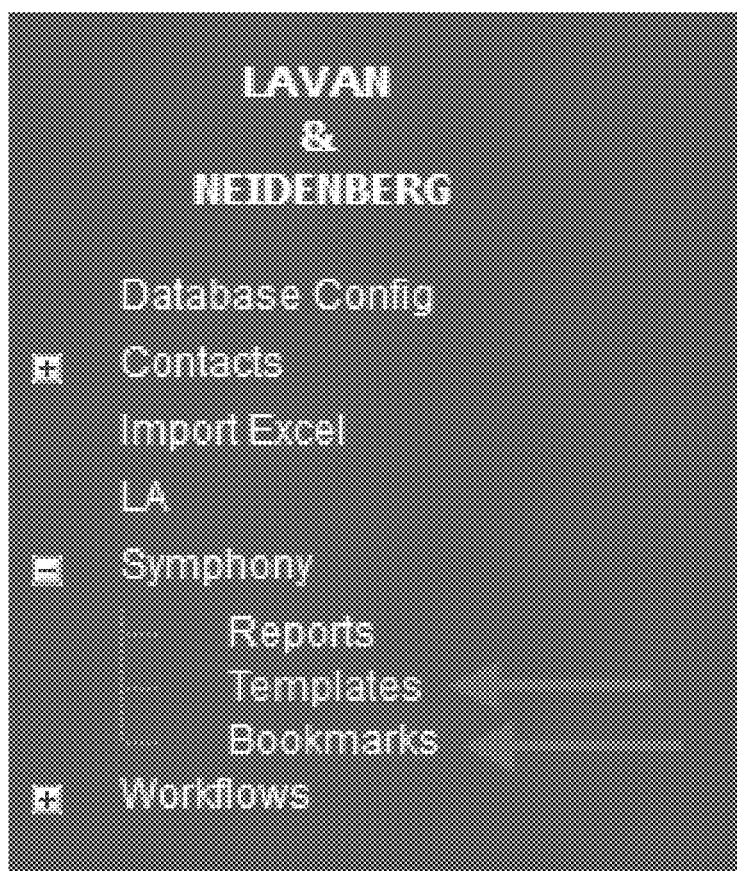 LAVAN
&
NEIDENBERG
Database Config
Contacts
Import Excel
LA
Symphony
Reports
Templates
Bookmarks
Workflows